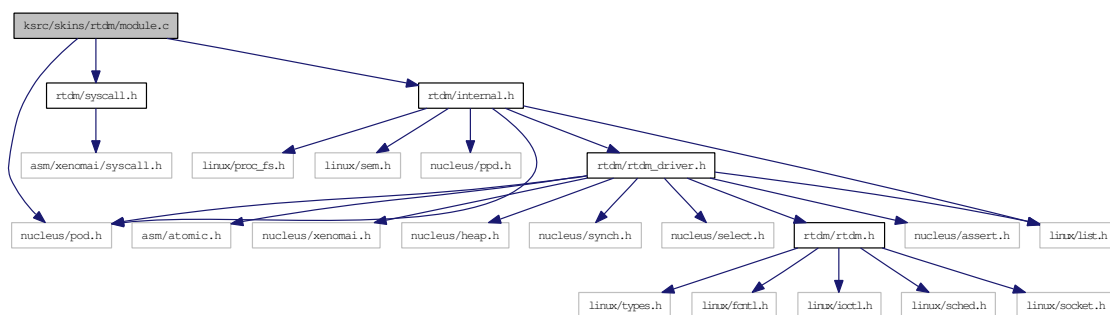 ksrc/skins/rtdm/module.c
rtdm/syscall.h
rtdm/internal.h
asm/xenomai/syscall.h
linux/proc_fs.h
linux/sem.h
nucleus/ppd.h
rtdm/rtdm_driver.h
nucleus/pod.h
asm/atomic.h
nucleus/xenomai.h
nucleus/heap.h
nucleus/synch.h
nucleus/select.h
rtdm/rtdm.h
nucleus/assert.h
linux/list.h
linux/types.h
linux/fcntl.h
linux/ioctl.h
linux/sched.h
linux/socket.h